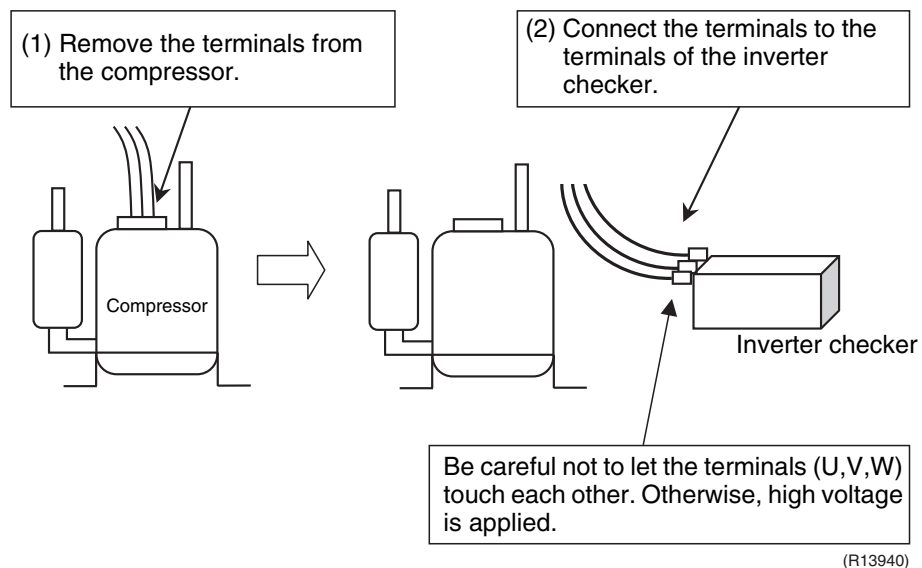 (1) Remove the terminals from
the compressor.
(2) Connect the terminals to the
terminals of the inverter
checker.
Compressor
Inverter checker
Be careful not to let the terminals (U,V,W)
touch each other. Otherwise, high voltage
is applied.
(R13940)